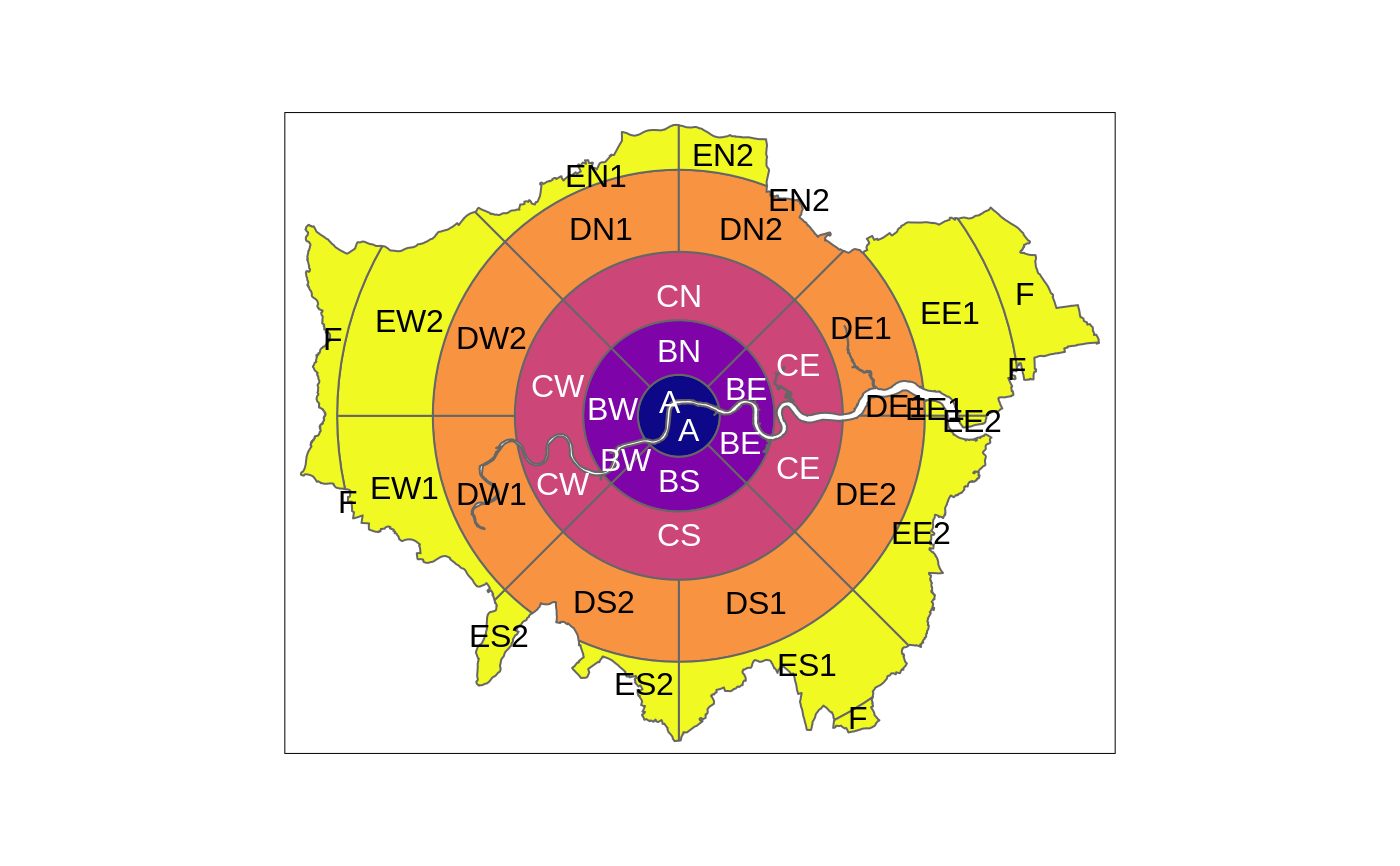 EN2
EN1
EN2
DN1
DN2
F
CN
EE1
EW2
DE1
F
DW2
BN
CE
F
CW
BE
A
DE1
EE1
BW
EE2
A
BE
BW
CE
BS
CW
EW1
DW1
DE2
F
EE2
CS
DS2
DS1
ES2
ES1
ES2
F